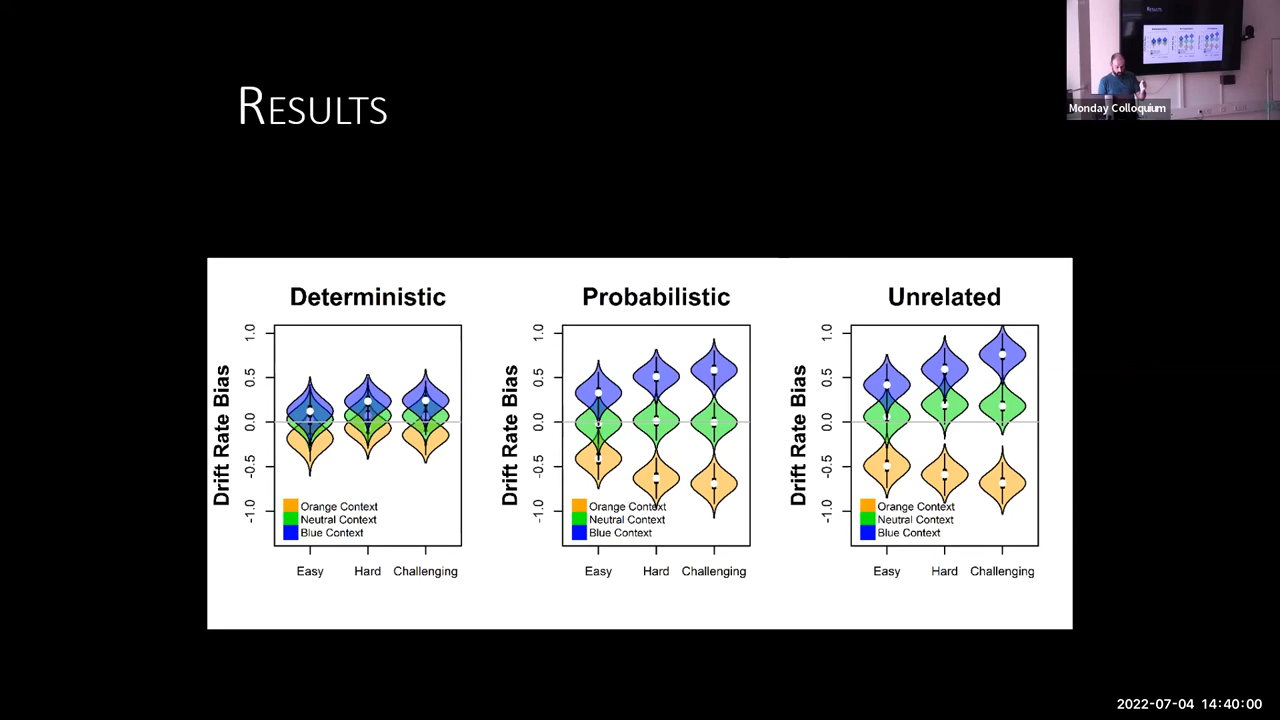 RESULTS
Monday Colloquium
Deterministic
Drift Rate Bias
1.0
0.5
0.0
-0.5
-1.0
Orange Context
Neutral Context
Blue Context
Easy Hard Challenging
Probabilistic
Drift Rate Bias
1.0
0.5
0.0
-0.5
-1.0
Orange Context
Neutral Context
Blue Context
Easy Hard Challenging
Unrelated
Drift Rate Bias
1.0
0.5
0.0
-0.5
-1.0
Orange Context
Neutral Context
Blue Context
Easy Hard Challenging
2022-07-04 14:40:00